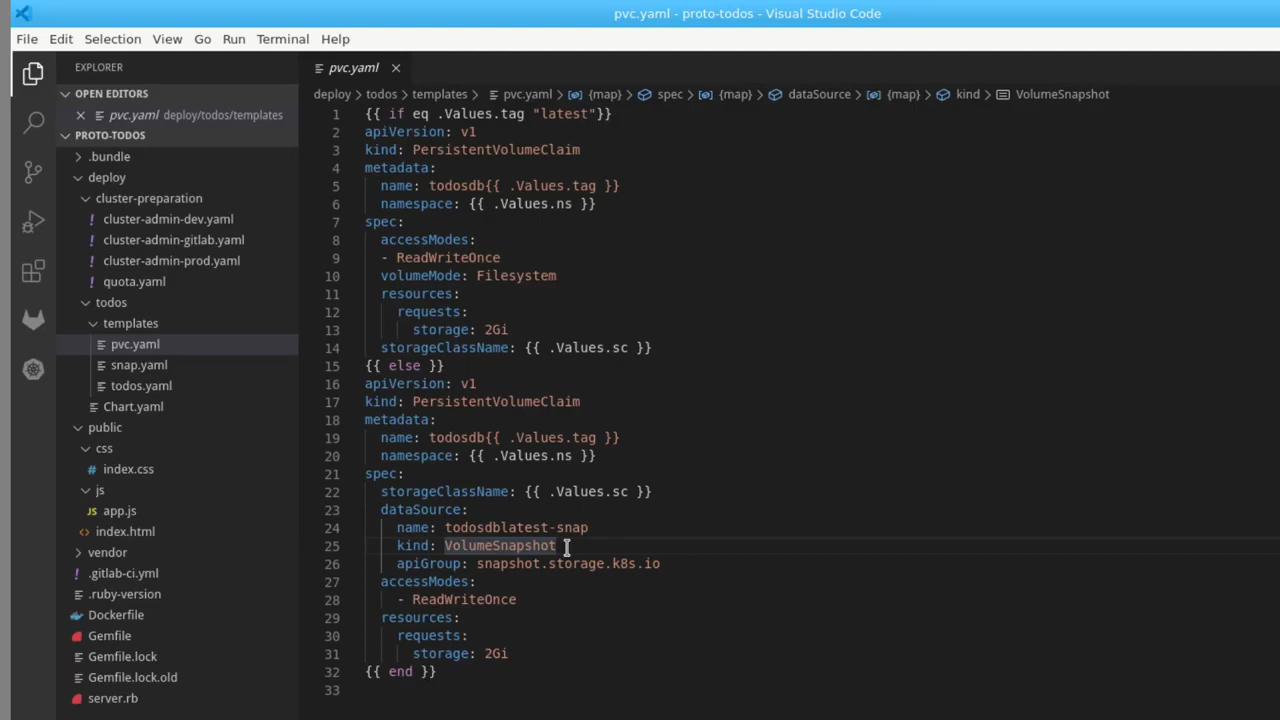 pvc.yaml - proto-todos - Visual Studio Code
File Edit Selection View Go Run Terminal Help
EXPLORER
OPEN EDITORS
pvc.yaml deploy/todos/templates
PROTO-TODOS
.bundle
deploy
cluster-preparation
cluster-admin-dev.yaml
cluster-admin-gitlab.yaml
cluster-admin-prod.yaml
quota.yaml
todos
templates
pvc.yaml
snap.yaml
todos.yaml
Chart.yaml
public
css
index.css
js
app.js
index.html
vendor
.gitlab-ci.yml
.ruby-version
Dockerfile
Gemfile
Gemfile.lock
Gemfile.lock.old
server.rb
pvc.yaml
deploy > todos > templates > pvc.yaml > {map} > spec > {map} > dataSource > {map} > kind > VolumeSnapshot
1 {{ if eq .Values.tag "latest"}}
2 apiVersion: v1
3 kind: PersistentVolumeClaim
4 metadata:
5   name: todosdb{{ .Values.tag }}
6   namespace: {{ .Values.ns }}
7 spec:
8   accessModes:
9   - ReadWriteOnce
10   volumeMode: Filesystem
11   resources:
12     requests:
13       storage: 2Gi
14   storageClassName: {{ .Values.sc }}
15 {{ else }}
16 apiVersion: v1
17 kind: PersistentVolumeClaim
18 metadata:
19   name: todosdb{{ .Values.tag }}
20   namespace: {{ .Values.ns }}
21 spec:
22   storageClassName: {{ .Values.sc }}
23   dataSource:
24     name: todosdblatest-snap
25     kind: VolumeSnapshot
26     apiGroup: snapshot.storage.k8s.io
27   accessModes:
28     - ReadWriteOnce
29   resources:
30     requests:
31       storage: 2Gi
32 {{ end }}
33